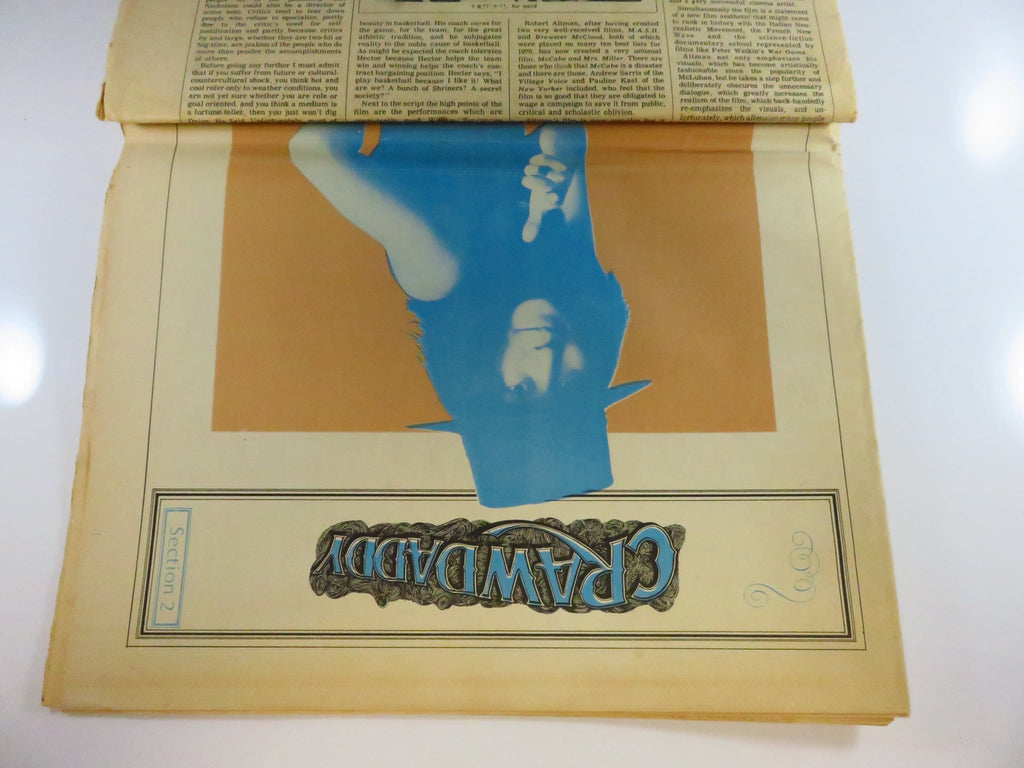 Nicholson could also be a director of
some note. Critics tend to tear down
people who refuse to specialize, partly
due to the critic's need for self-
justification and partly because critics
by and large, whether they are two-bit or
big-time, are jealous of the people who do
more than ponder the accomplishments
of others.
Before going any further I must admit
that if you suffer from future or cultural-
countercultural shock, you think hot and
cool refer only to weather conditions, you
are not yet sure whether you are role or
goal oriented, and you think a medium is
a fortune-teller, then you just won't dig
beauty in basketball. His coach cares for
the game, for the team, for the great
athletic tradition, and he subjugates
reality to the noble cause of basketball.
As might be expected the coach tolerates
Hector because Hector helps the team
win and winning helps the coach's con-
tract bargaining position. Hector says, "I
play basketball because I like it! What
are we? A bunch of Shriners? A secret
society?"
Next to the script the high points of the
film are the performances which are
he said
Robert Altman, after having created
two very well-received films, M.A.S.H.
and Brewster McCloud, both of which
were placed on many ten best lists for
1970, has now created a very unusual
film, McCabe and Mrs. Miller. There are
those who think that McCabe is a disaster
and there are those, Andrew Sarris of the
Village Voice and Pauline Kael of the
New Yorker included, who feel that the
film is so good that they are obligated to
wage a campaign to save it from public,
critical and scholastic oblivion.
and a very successful cinema artist.
Simultaneously the film is a statement
of a new film aesthetic that might come
to rank in history with the Italian Neo-
realistic Movement, the French New
Wave and the science-fiction
documentary school represented by
films like Peter Watkin's War Games.
Altman not only emphasizes his
visuals, which has become artistically
fashionable since the popularity of
McLuhan, but he takes a step further and
deliberately obscures the unnecessary
dialogue, which greatly increases the
realism of the film, which back-handedly
re-emphasizes the visuals, and un-
fortunately, which alienates many people
CRAWDADDY
Section 2